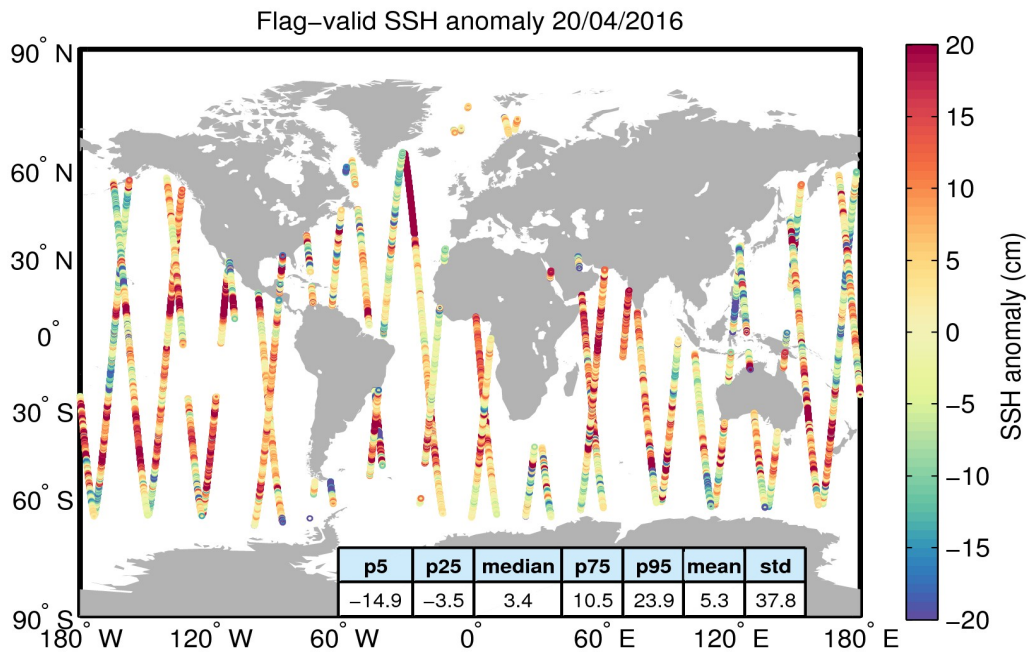 Flag−valid SSH anomaly 20/04/2016
90° N
60° N
30° N
0°
30° S
60° S
90° S
180° W 120° W 60° W 0° 60° E 120° E 180° E
p5 p25 median p75 p95 mean std
−14.9 −3.5 3.4 10.5 23.9 5.3 37.8
20
15
10
5
0
−5
−10
−15
−20
SSH anomaly (cm)